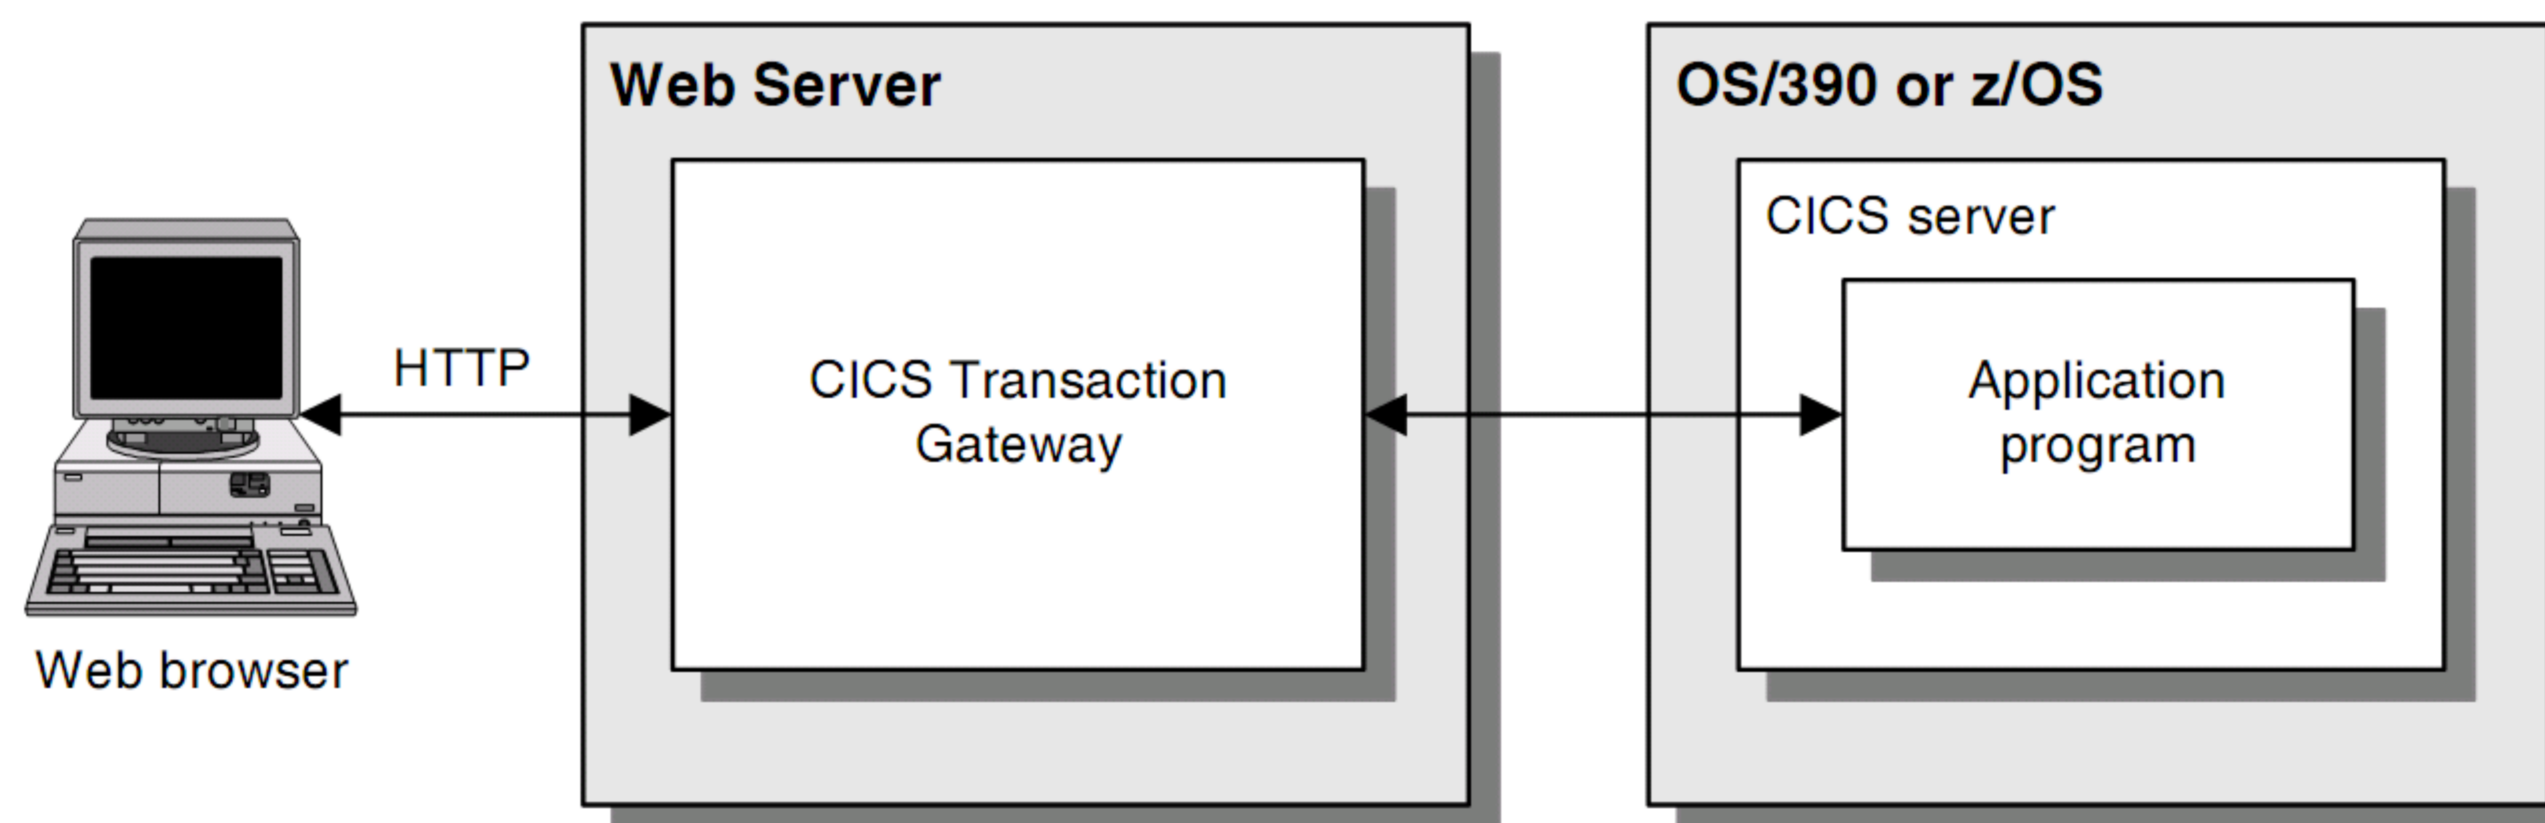 Web Server
OS/390 or z/OS
CICS server
HTTP
CICS Transaction
Gateway
Application
program
Web browser